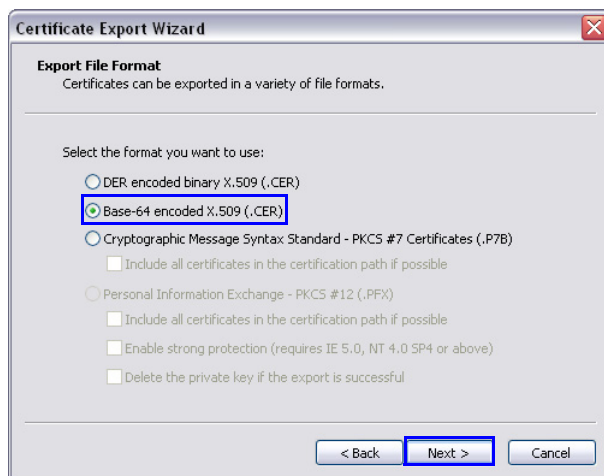 Certificate Export Wizard
Export File Format
Certificates can be exported in a variety of file formats.
Select the format you want to use:
DER encoded binary X.509 (.CER)
Base-64 encoded X.509 (.CER)
Cryptographic Message Syntax Standard - PKCS #7 Certificates (.P7B)
Include all certificates in the certification path if possible
Personal Information Exchange - PKCS #12 (.PFX)
Include all certificates in the certification path if possible
Enable strong protection (requires IE 5.0, NT 4.0 SP4 or above)
Delete the private key if the export is successful
< Back Next > Cancel